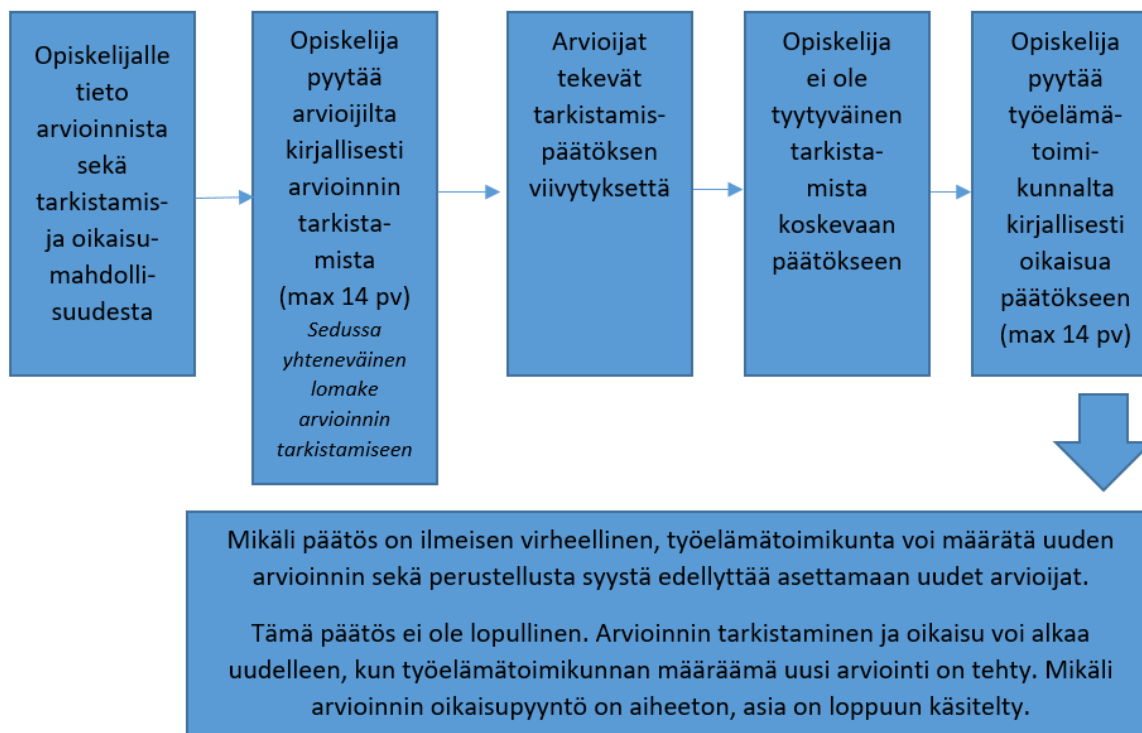 Opiskelijalle
tieto
arvioinnista
sekä
tarkistamis-
ja oikaisu-
mahdolli-
suudesta
Opiskelija
pyytää
arvioijilta
kirjallisesti
arvioinnin
tarkista-
mista
(max 14 pv)
Sedussa
yhteneväinen
lomake
arvioinnin
tarkistamiseen
Arvioijat
tekevät
tarkistamis-
päätöksen
viivytyksettä
Opiskelija
ei ole
tyytyväinen
tarkista-
mista
koskevaan
päätökseen
Opiskelija
pyytää
työelämä-
toimi-
kunnalta
kirjallisesti
oikaisua
päätökseen
(max 14 pv)
Mikäli päätös on ilmeisen virheellinen, työelämätoimikunta voi määrätä uuden
arvioinnin sekä perustellusta syystä edellyttää asettamaan uudet arvioijat.
Tämä päätös ei ole lopullinen. Arvioinnin tarkistaminen ja oikaisu voi alkaa
uudelleen, kun työelämätoimikunnan määräämä uusi arviointi on tehty. Mikäli
arvioinnin oikaisupyyntö on aiheeton, asia on loppuun käsitelty.